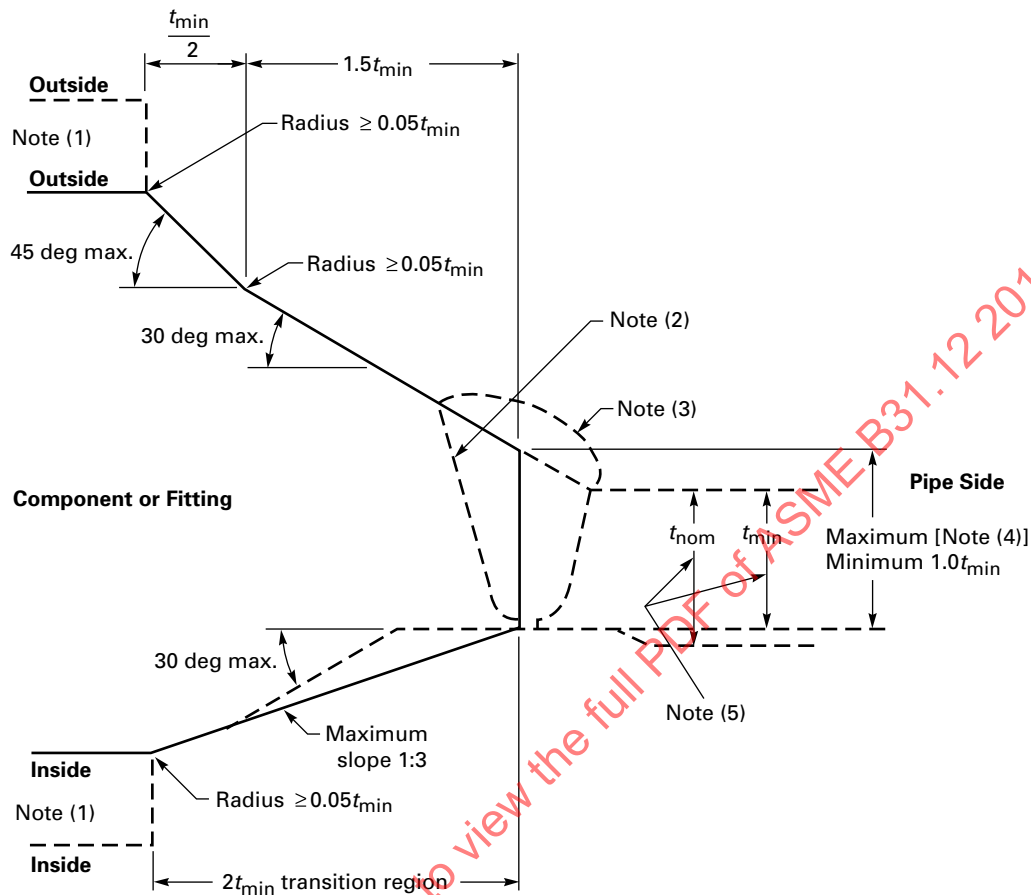 t_min
2
1.5t_min
Outside
Note (1)
Radius ≥ 0.05t_min
Outside
45 deg max.
Radius ≥0.05t_min
30 deg max.
Note (2)
Note (3)
Component or Fitting
Pipe Side
t_nom
t_min
Maximum [Note (4)]
Minimum 1.0t_min
30 deg max.
Note (5)
Maximum
slope 1:3
Inside
Radius ≥0.05t_min
Note (1)
Inside
2t_min transition region
to view the full PDF of ASME B31.12 201